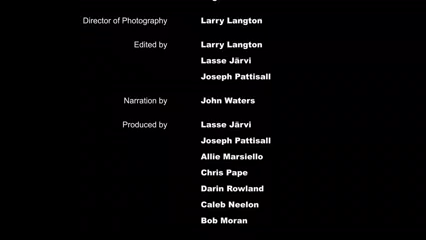 Director of Photography Larry Langton
Edited by Larry Langton
Lasse Järvi
Joseph Pattisall
Narration by John Waters
Produced by Lasse Järvi
Joseph Pattisall
Allie Marsiello
Chris Pape
Darin Rowland
Caleb Neelon
Bob Moran